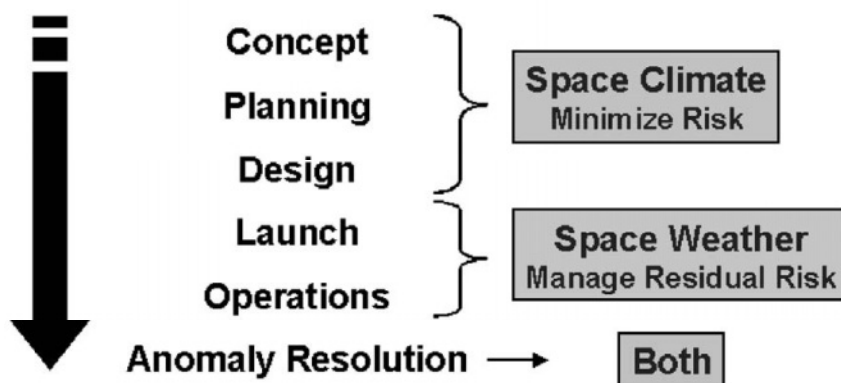 Concept
Planning
Design
Space Climate
Minimize Risk
Launch
Operations
Space Weather
Manage Residual Risk
Anomaly Resolution
Both